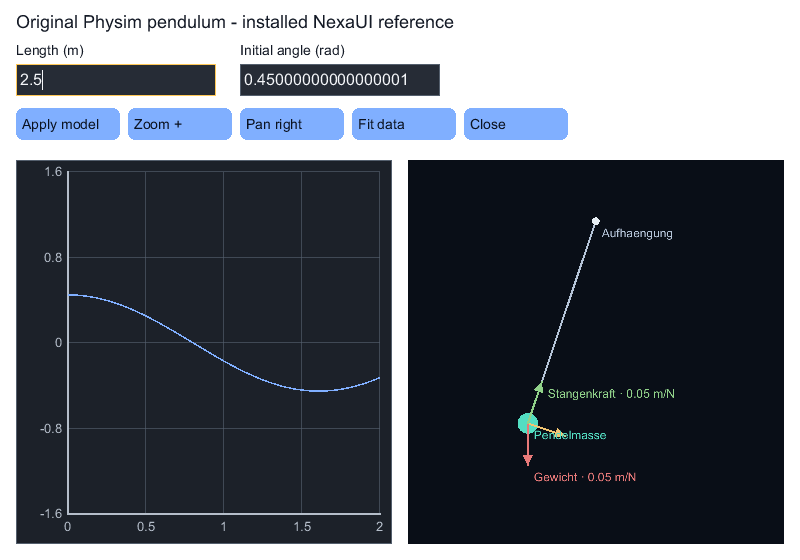 Original Physim pendulum - installed NexaUI reference
Length (m) Initial angle (rad)
2.5 0.45000000000000001
Apply model Zoom + Pan right Fit data Close
1.6
0.8
0
-0.8
-1.6
0 0.5 1 1.5 2
Aufhaengung
Stangenkraft · 0.05 m/N
Pendelmasse
Gewicht · 0.05 m/N